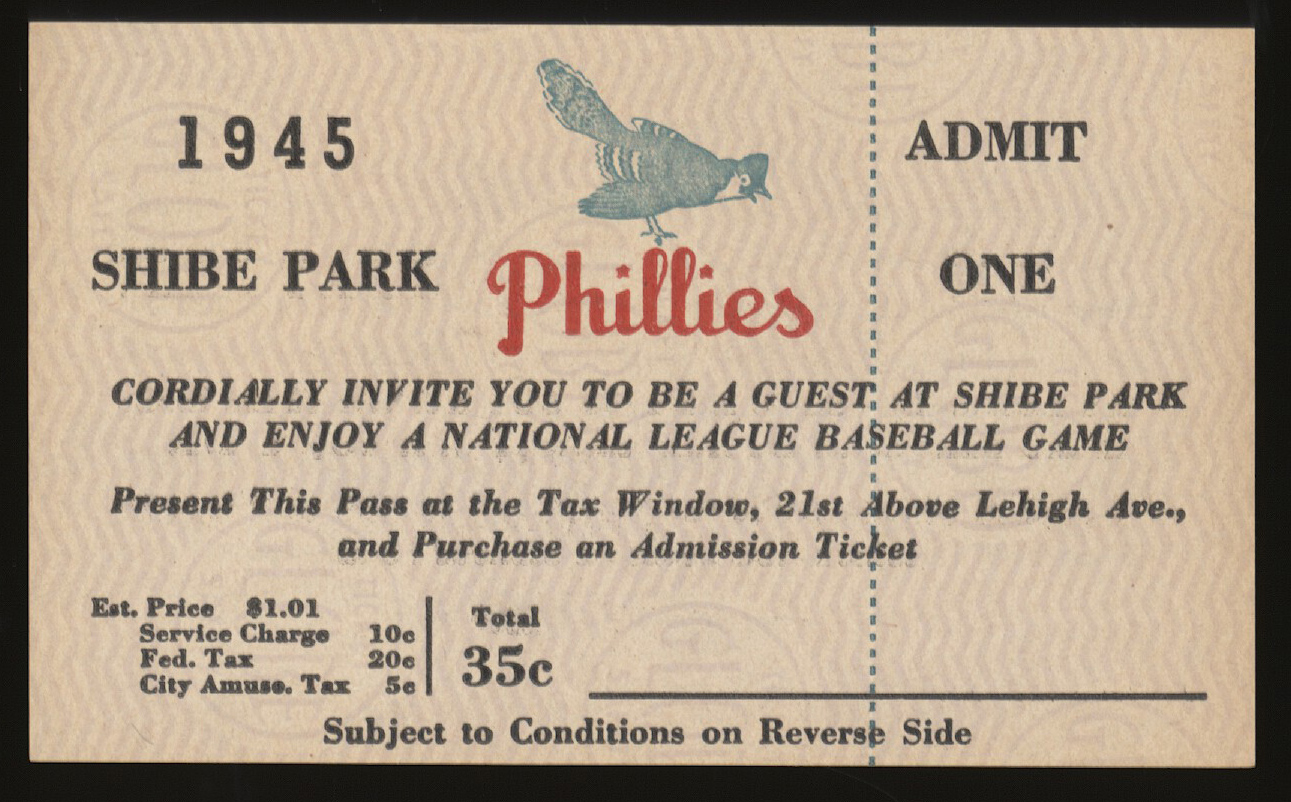 1945
ADMIT
SHIBE PARK
Phillies
ONE
CORDIALLY INVITE YOU TO BE A GUEST AT SHIBE PARK
AND ENJOY A NATIONAL LEAGUE BASEBALL GAME
Present This Pass at the Tax Window, 21st Above Lehigh Ave.,
and Purchase an Admission Ticket
Est. Price $1.01
Service Charge 10c
Fed. Tax 20c
City Amuse. Tax 5c
Total
35c
Subject to Conditions on Reverse Side